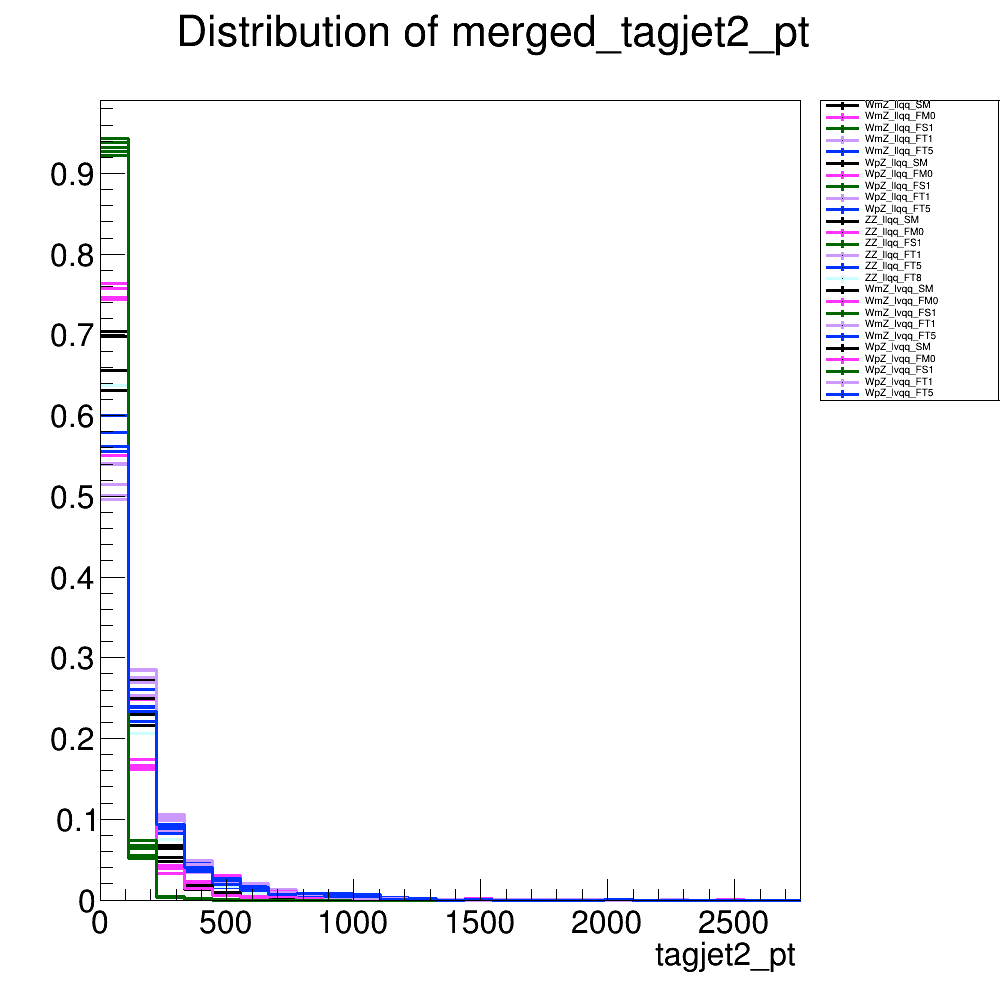 Distribution of merged_tagjet2_pt
WmZ_llqq_SM
WmZ_llqq_FM0
WmZ_llqq_FS1
WmZ_llqq_FT1
WmZ_llqq_FT5
WpZ_llqq_SM
WpZ_llqq_FM0
WpZ_llqq_FS1
WpZ_llqq_FT1
WpZ_llqq_FT5
ZZ_llqq_SM
ZZ_llqq_FM0
ZZ_llqq_FS1
ZZ_llqq_FT1
ZZ_llqq_FT5
ZZ_llqq_FT8
WmZ_lvqq_SM
WmZ_lvqq_FM0
WmZ_lvqq_FS1
WmZ_lvqq_FT1
WmZ_lvqq_FT5
WpZ_lvqq_SM
WpZ_lvqq_FM0
WpZ_lvqq_FS1
WpZ_lvqq_FT1
WpZ_lvqq_FT5
0.9
0.8
0.7
0.6
0.5
0.4
0.3
0.2
0.1
0
0 500 1000 1500 2000 2500
tagjet2_pt